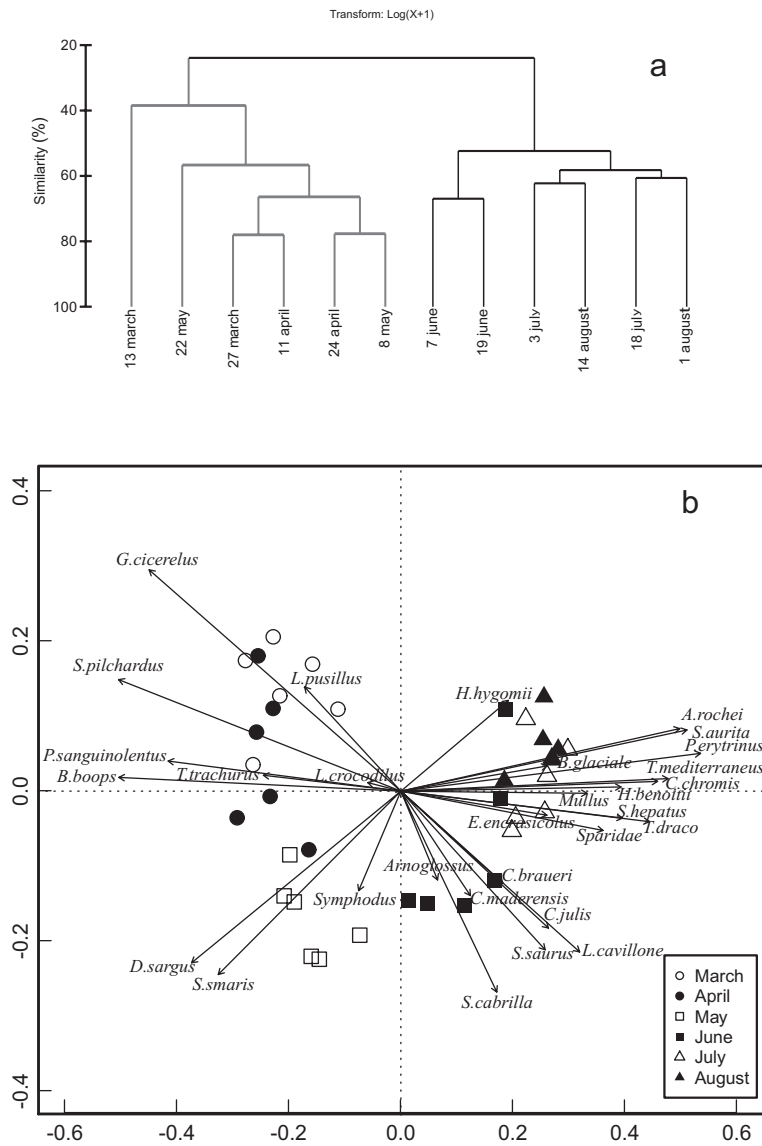 Transform: Log(X+1)
a
Similarity (%)
20
40
60
80
100
13 march
22 may
27 march
11 april
24 april
8 may
7 june
19 june
3 july
14 august
18 july
1 august
b
0.4
0.2
0.0
-0.2
-0.4
G.cicerelus
S.pilchardus
L.pusillus
H.hygomii
A.rochei
S.aurita
P.erytrinus
P.sanguinolentus
B.glaciale
T.mediterraneus
B.boops
T.trachurus
L.crocodilus
C.chromis
H.benoitii
Mullus
S.hepatus
E.encrasicolus
T.draco
Sparidae
Arnoglossus
C.braueri
Symphodus
C.maderensis
C.julis
D.sargus
S.smaris
S.saurus
L.cavillone
S.cabrilla
March
April
May
June
July
August
-0.6
-0.4
-0.2
0.0
0.2
0.4
0.6